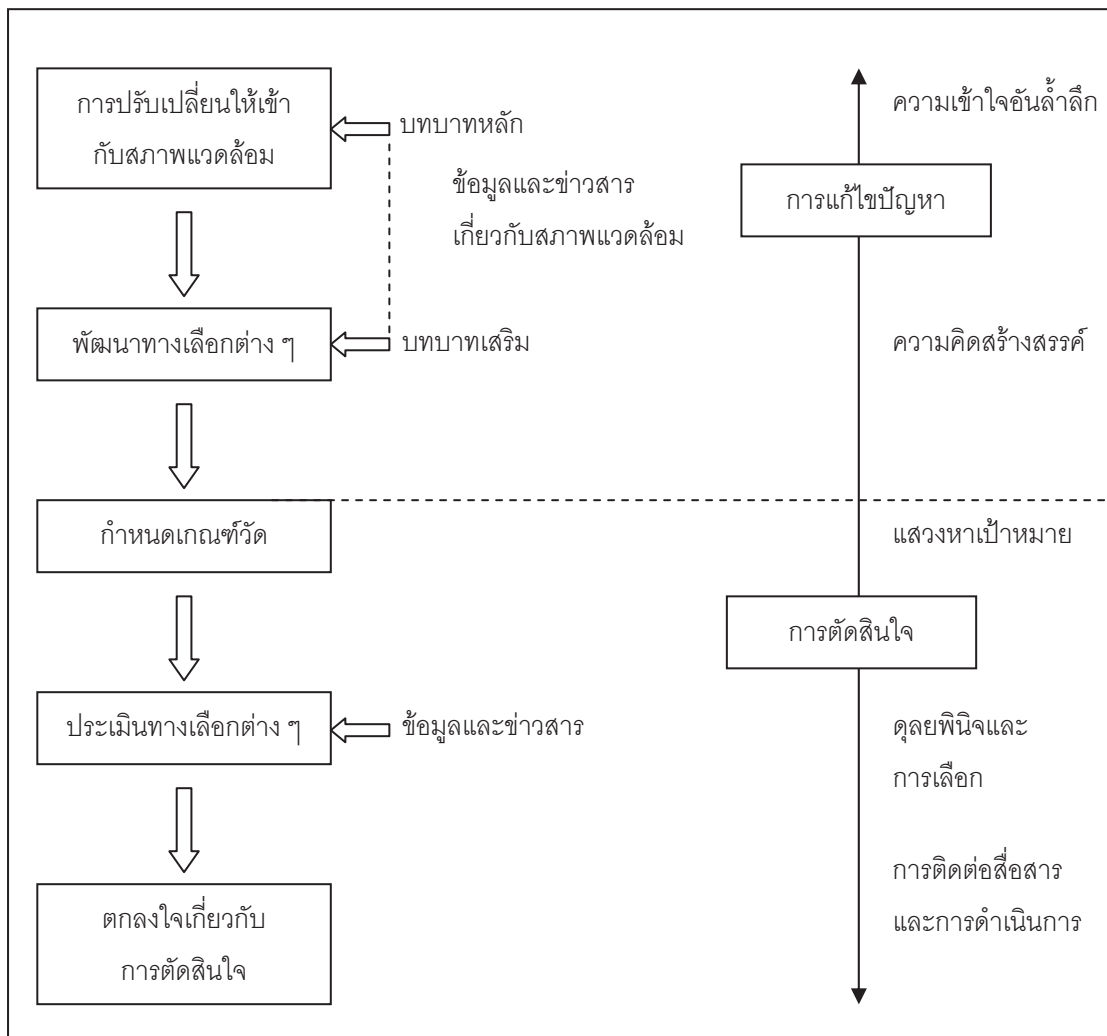 การปรับเปลี่ยนให้เข้า
กับสภาพแวดล้อม
บทบาทหลัก
ข้อมูลและข่าวสาร
เกี่ยวกับสภาพแวดล้อม
พัฒนาทางเลือกต่าง ๆ
บทบาทเสริม
กำหนดเกณฑ์วัด
ประเมินทางเลือกต่าง ๆ
ข้อมูลและข่าวสาร
ตกลงใจเกี่ยวกับ
การตัดสินใจ
ความเข้าใจอันล้ำลึก
การแก้ไขปัญหา
ความคิดสร้างสรรค์
แสวงหาเป้าหมาย
การตัดสินใจ
ดุลยพินิจและ
การเลือก
การติดต่อสื่อสาร
และการดำเนินการ